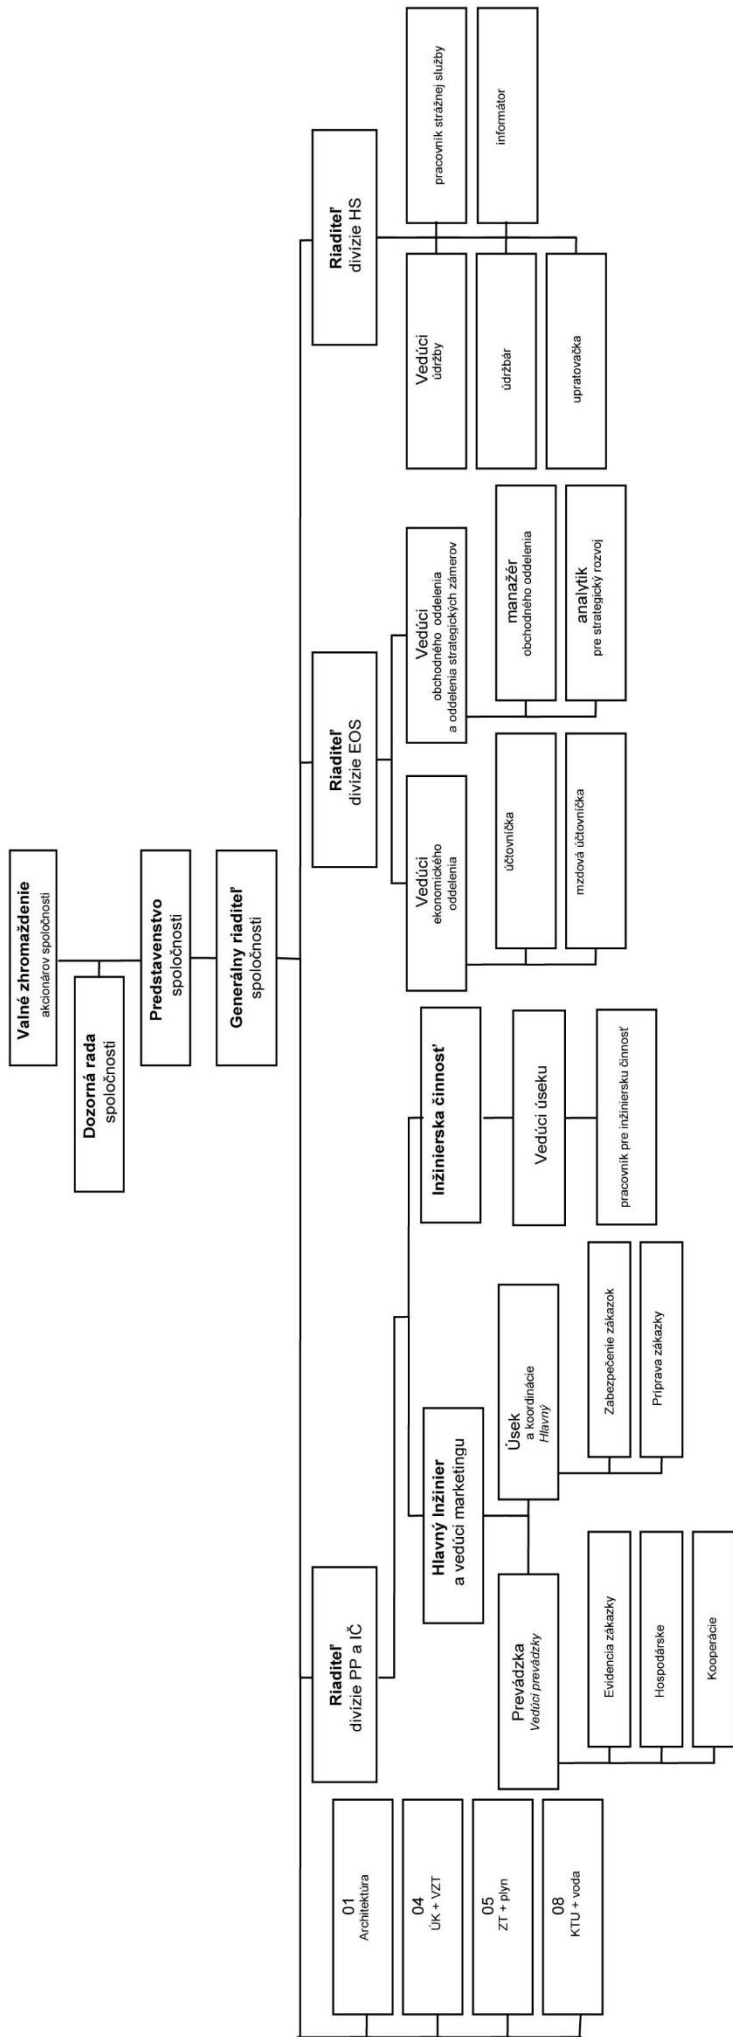 Valné zhromaždenie
akcionárov spoločnosti
Dozorná rada
spoločnosti
Predstavenstvo
spoločnosti
Generálny riaditeľ
spoločnosti
01
Architektúra
04
ÚK + VZT
05
ZT + plyn
08
KTU + voda
Riaditeľ
divízie PP a IČ
Hlavný Inžinier
a vedúci marketingu
Prevádzka
Vedúci prevádzky
Evidencia zákazky
Hospodárske
Kooperácie
Úsek
a koordinácie
Hlavný
Zabezpečenie zákazok
Príprava zákazky
Inžinierska činnosť
Vedúci úseku
pracovník pre inžiniersku činnosť
Riaditeľ
divízie EOS
Vedúci
ekonomického
oddelenia
účtovníčka
mzdová účtovníčka
Vedúci
obchodného oddelenia
a oddelenia strategických zámerov
manažér
obchodného oddelenia
analytik
pre strategický rozvoj
Riaditeľ
divízie HS
Vedúci
údržby
údržbár
upratovačka
pracovník strážnej služby
informátor